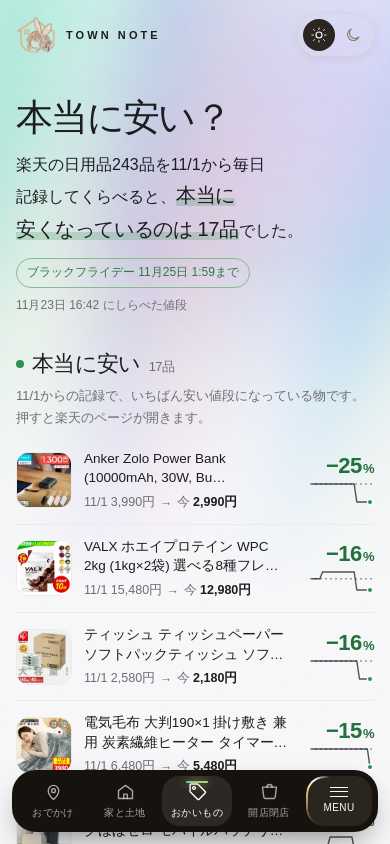 TOWN NOTE
本当に安い？
楽天の日用品243品を11/1から毎日
記録してくらべると、本当に
安くなっているのは 17品でした。
ブラックフライデー 11月25日 1:59まで
11月23日 16:42 にしらべた値段
本当に安い 17品
11/1からの記録で、いちばん安い値段になっている物です。
押すと楽天のページが開きます。
Anker Zolo Power Bank
(10000mAh, 30W, Bu…
−25%
11/1 3,990円 → 今 2,990円
VALX ホエイプロテイン WPC
2kg (1kg×2袋) 選べる8種フレ…
−16%
11/1 15,480円 → 今 12,980円
ティッシュ ティッシュペーパー
ソフトパックティッシュ ソフ…
−16%
11/1 2,580円 → 今 2,180円
電気毛布 大判190×1 掛け敷き 兼
用 炭素繊維ヒーター タイマー…
−15%
11/1 6,480円 → 今 5,480円
おでかけ
家と土地
おかいもの
開店閉店
MENU